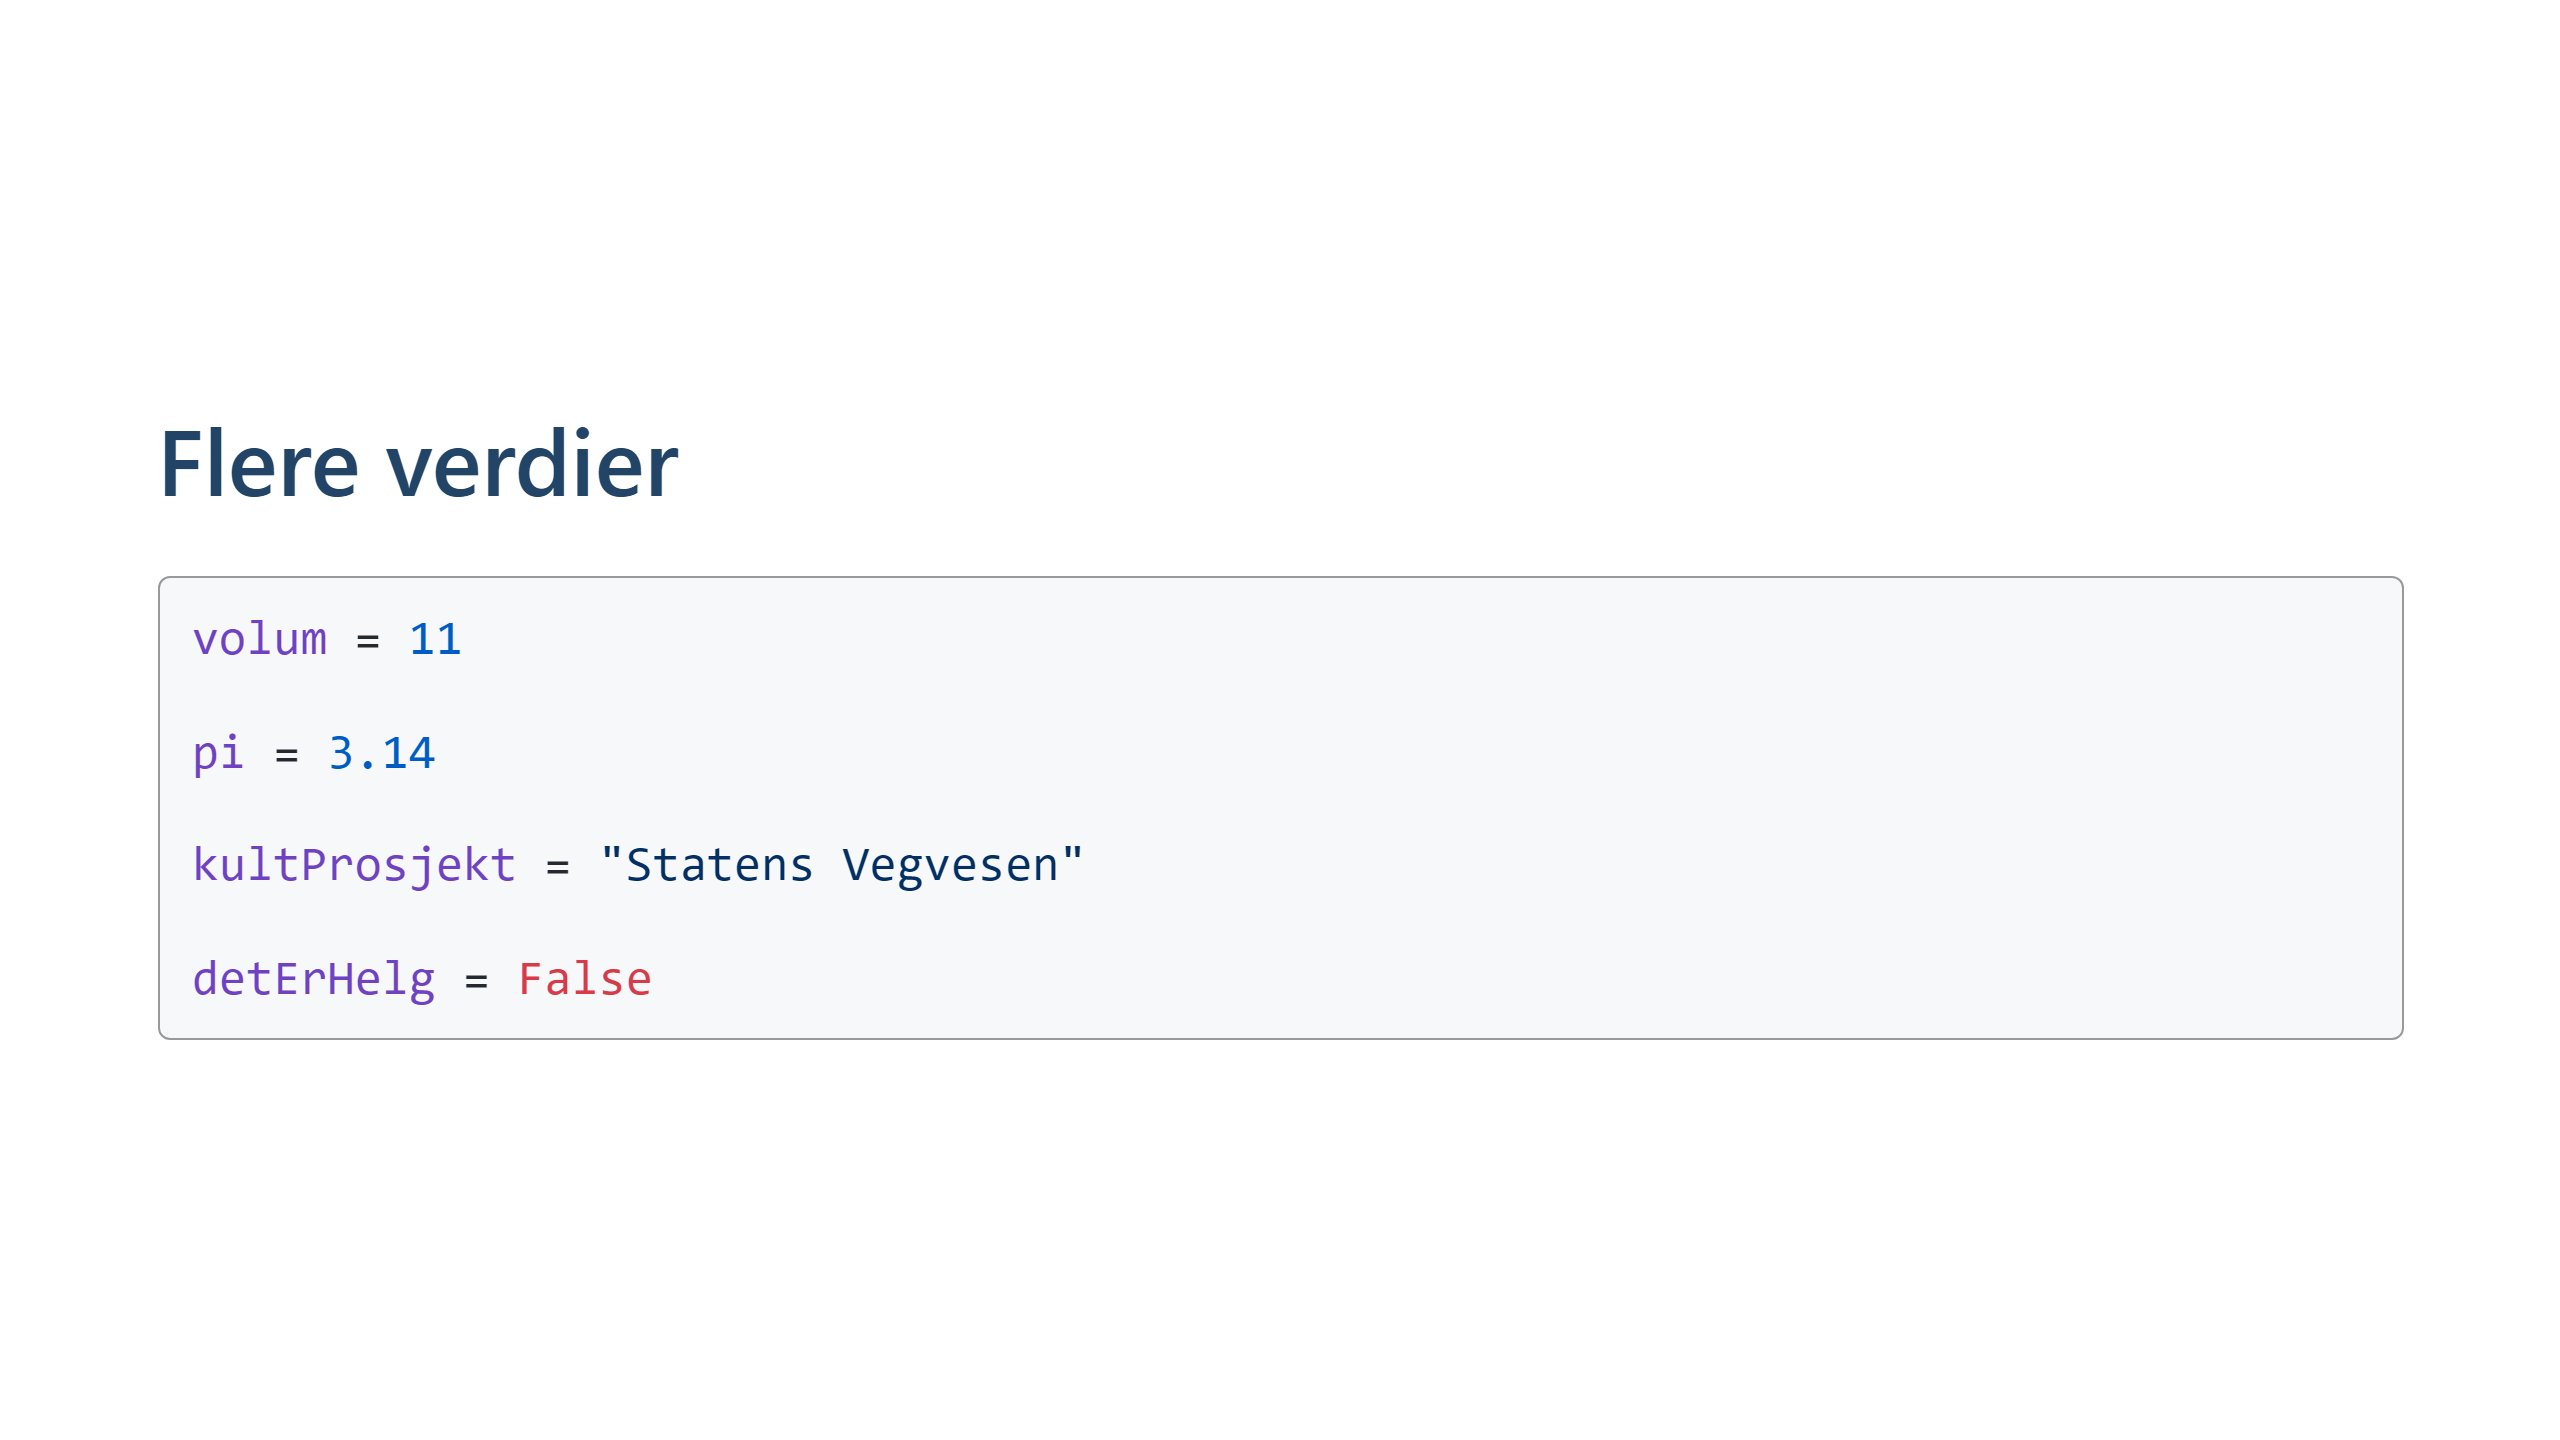 Flere verdier
volum = 11
pi = 3.14
kultProsjekt = "Statens Vegvesen"
detErHelg = False